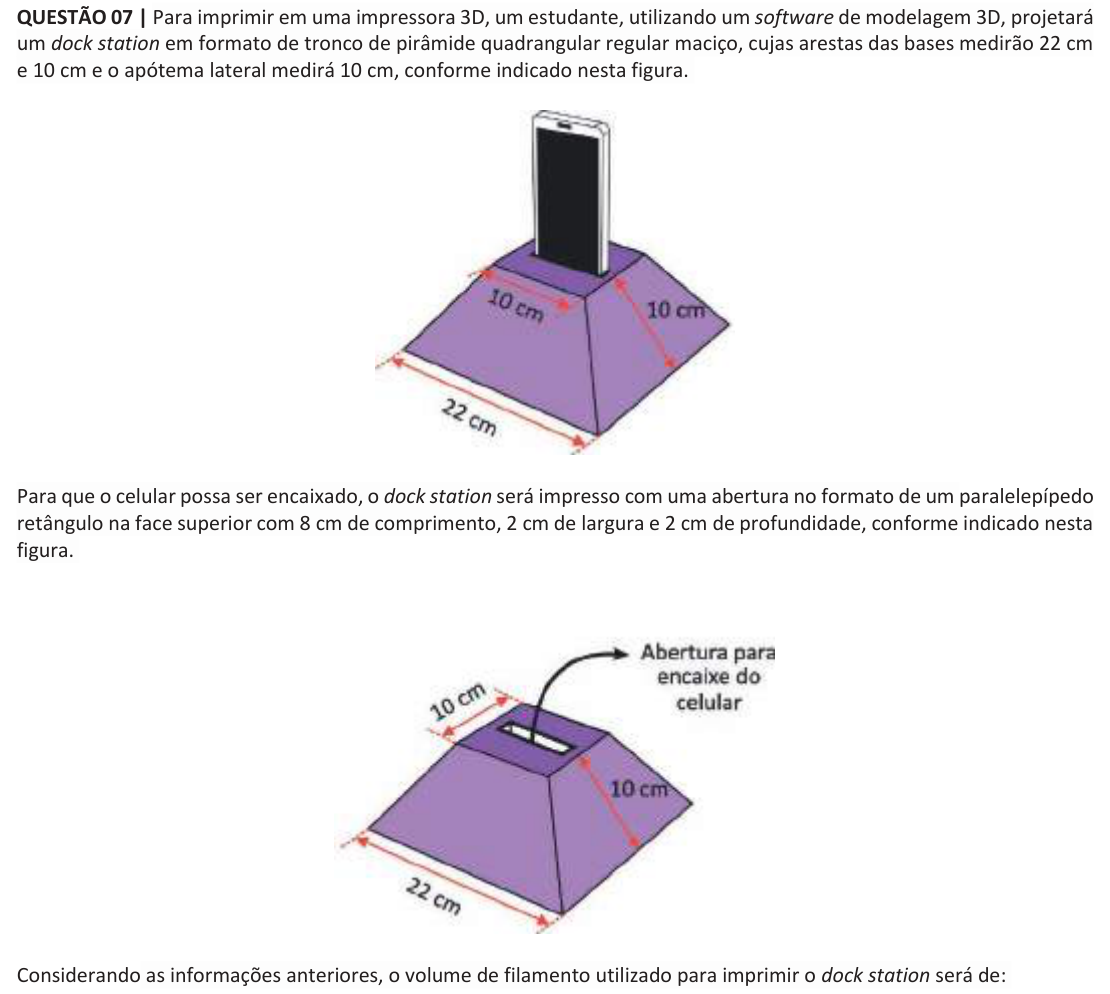 QUESTÃO 07 | Para imprimir em uma impressora 3D, um estudante, utilizando um software de modelagem 3D, projetará
um dock station em formato de tronco de pirâmide quadrangular regular maciço, cujas arestas das bases medirão 22 cm
e 10 cm e o apótema lateral medirá 10 cm, conforme indicado nesta figura.
10 cm
10 cm
22 cm
Para que o celular possa ser encaixado, o dock station será impresso com uma abertura no formato de um paralelepípedo
retângulo na face superior com 8 cm de comprimento, 2 cm de largura e 2 cm de profundidade, conforme indicado nesta
figura.
Abertura para
encaixe do
celular
10 cm
10 cm
22 cm
Considerando as informações anteriores, o volume de filamento utilizado para imprimir o dock station será de: